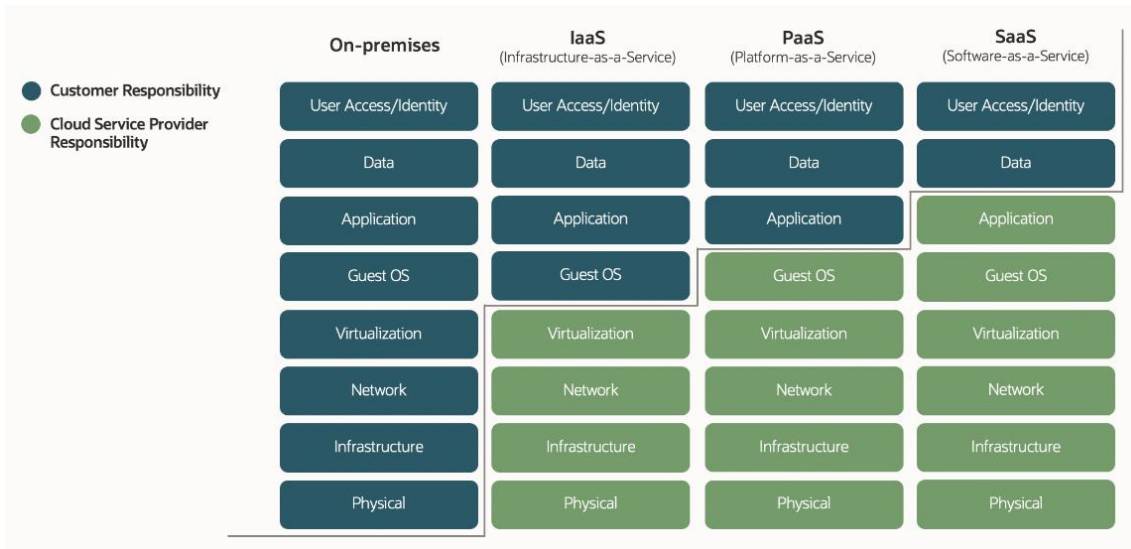 On-premises
IaaS
(Infrastructure-as-a-Service)
PaaS
(Platform-as-a-Service)
SaaS
(Software-as-a-Service)
Customer Responsibility
Cloud Service Provider
Responsibility
User Access/Identity
User Access/Identity
User Access/Identity
User Access/Identity
Data
Data
Data
Data
Application
Application
Application
Application
Guest OS
Guest OS
Guest OS
Guest OS
Virtualization
Virtualization
Virtualization
Virtualization
Network
Network
Network
Network
Infrastructure
Infrastructure
Infrastructure
Infrastructure
Physical
Physical
Physical
Physical